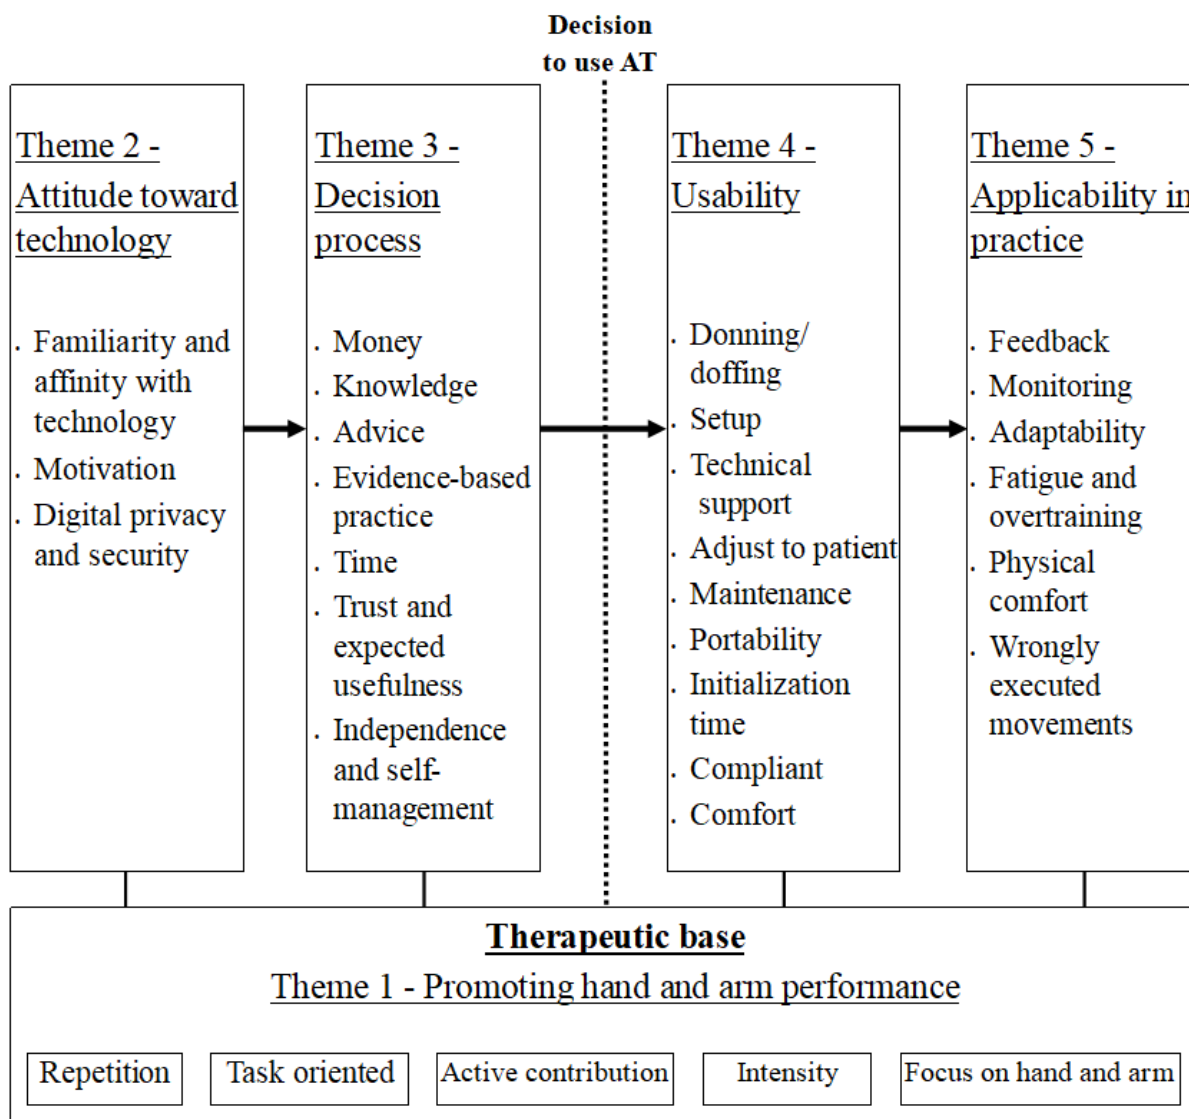 Decision
to use AT
Theme 2 -
Attitude toward
technology
. Familiarity and
affinity with
technology
. Motivation
. Digital privacy
and security
Theme 3 -
Decision
process
. Money
. Knowledge
. Advice
. Evidence-based
practice
. Time
. Trust and
expected
usefulness
. Independence
and self-
management
Theme 4 -
Usability
. Donning/
doffing
. Setup
. Technical
support
. Adjust to patient
. Maintenance
. Portability
. Initialization
time
. Compliant
. Comfort
Theme 5 -
Applicability in
practice
. Feedback
. Monitoring
. Adaptability
. Fatigue and
overtraining
. Physical
comfort
. Wrongly
executed
movements
Therapeutic base
Theme 1 - Promoting hand and arm performance
Repetition
Task oriented
Active contribution
Intensity
Focus on hand and arm